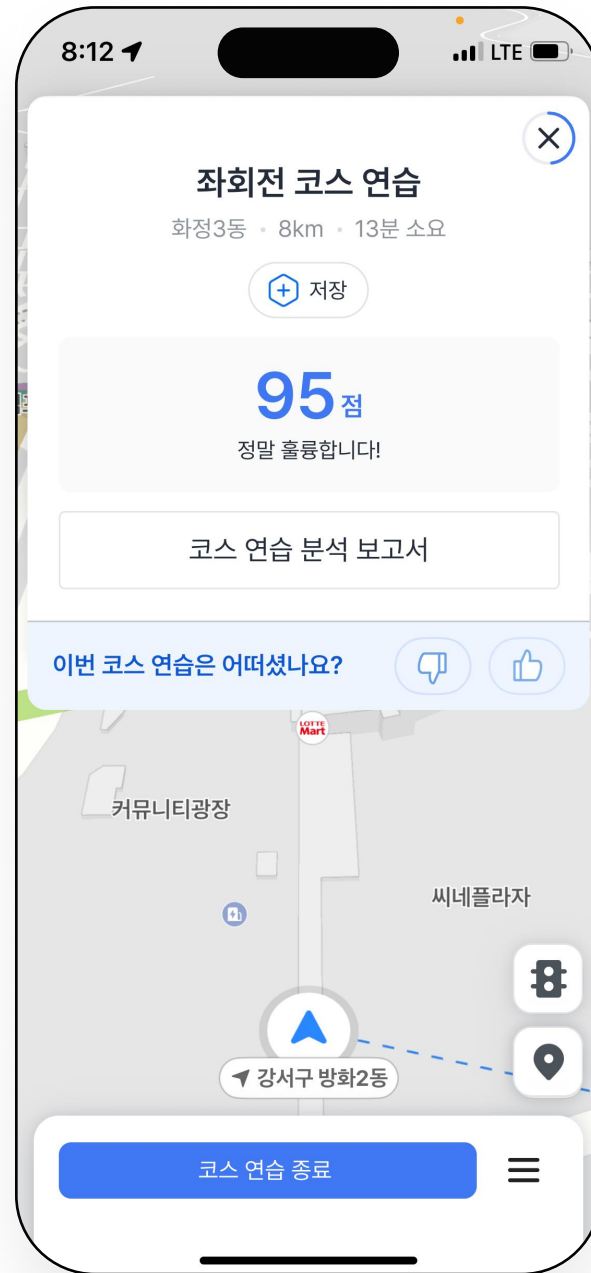 8:12
LTE
좌회전 코스 연습
화정3동 • 8km • 13분 소요
저장
95점
정말 훌륭합니다!
코스 연습 분석 보고서
이번 코스 연습은 어떠셨나요?
LOTTE
Mart
커뮤니티광장
씨네플라자
강서구 방화2동
코스 연습 종료